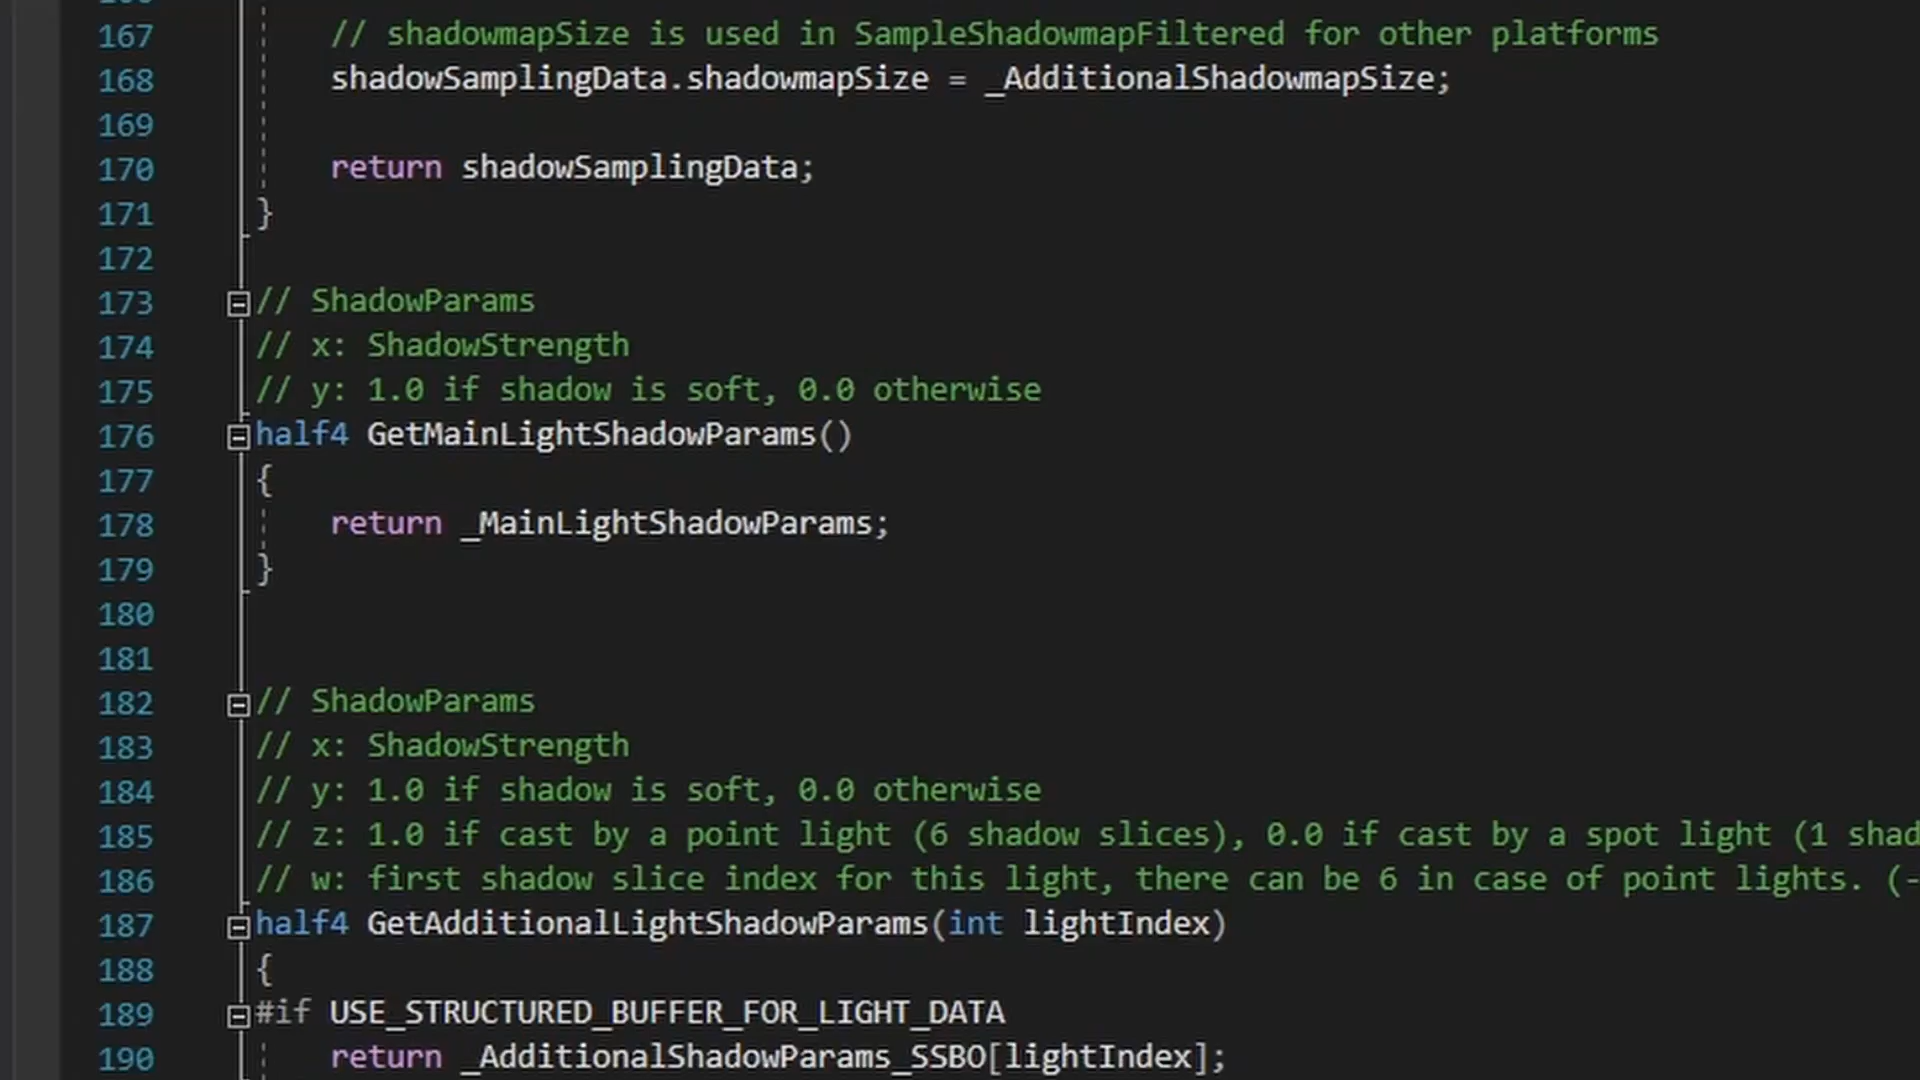 167 // shadowmapSize is used in SampleShadowmapFiltered for other platforms
168 shadowSamplingData.shadowmapSize = _AdditionalShadowmapSize;
169
170 return shadowSamplingData;
171 }
172
173 // ShadowParams
174 // x: ShadowStrength
175 // y: 1.0 if shadow is soft, 0.0 otherwise
176 half4 GetMainLightShadowParams()
177 {
178 return _MainLightShadowParams;
179 }
180
181
182 // ShadowParams
183 // x: ShadowStrength
184 // y: 1.0 if shadow is soft, 0.0 otherwise
185 // z: 1.0 if cast by a point light (6 shadow slices), 0.0 if cast by a spot light (1 shad
186 // w: first shadow slice index for this light, there can be 6 in case of point lights. (-
187 half4 GetAdditionalLightShadowParams(int lightIndex)
188 {
189 #if USE_STRUCTURED_BUFFER_FOR_LIGHT_DATA
190 return _AdditionalShadowParams_SSBO[lightIndex];